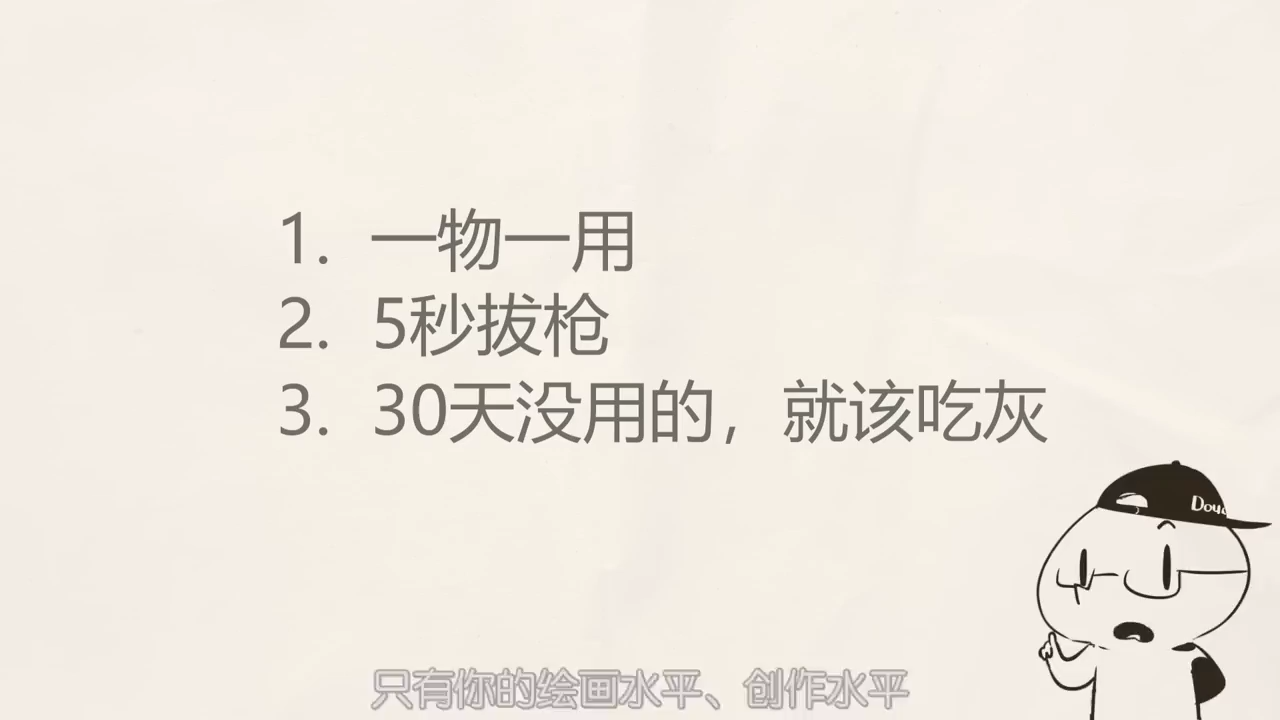 1. 一物一用
2. 5秒拔枪
3. 30天没用的，就该吃灰
只有你的绘画水平、创作水平